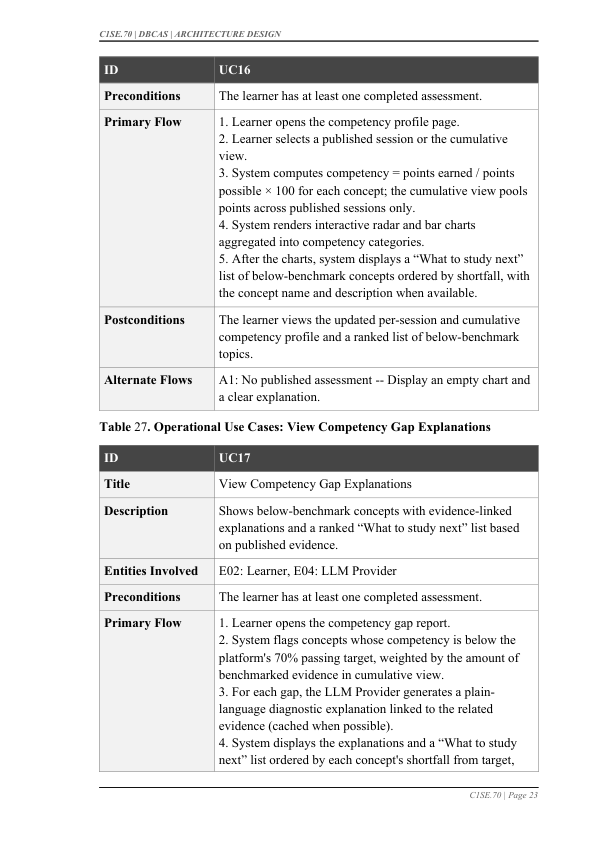 C1SE.70 | DBCAS | ARCHITECTURE DESIGN
ID UC16
Preconditions The learner has at least one completed assessment.
Primary Flow 1. Learner opens the competency profile page.
2. Learner selects a published session or the cumulative
view.
3. System computes competency = points earned / points
possible × 100 for each concept; the cumulative view pools
points across published sessions only.
4. System renders interactive radar and bar charts
aggregated into competency categories.
5. After the charts, system displays a “What to study next”
list of below-benchmark concepts ordered by shortfall, with
the concept name and description when available.
Postconditions The learner views the updated per-session and cumulative
competency profile and a ranked list of below-benchmark
topics.
Alternate Flows A1: No published assessment -- Display an empty chart and
a clear explanation.
Table 27. Operational Use Cases: View Competency Gap Explanations
ID UC17
Title View Competency Gap Explanations
Description Shows below-benchmark concepts with evidence-linked
explanations and a ranked “What to study next” list based
on published evidence.
Entities Involved E02: Learner, E04: LLM Provider
Preconditions The learner has at least one completed assessment.
Primary Flow 1. Learner opens the competency gap report.
2. System flags concepts whose competency is below the
platform's 70% passing target, weighted by the amount of
benchmarked evidence in cumulative view.
3. For each gap, the LLM Provider generates a plain-
language diagnostic explanation linked to the related
evidence (cached when possible).
4. System displays the explanations and a “What to study
next” list ordered by each concept's shortfall from target,
C1SE.70 | Page 23